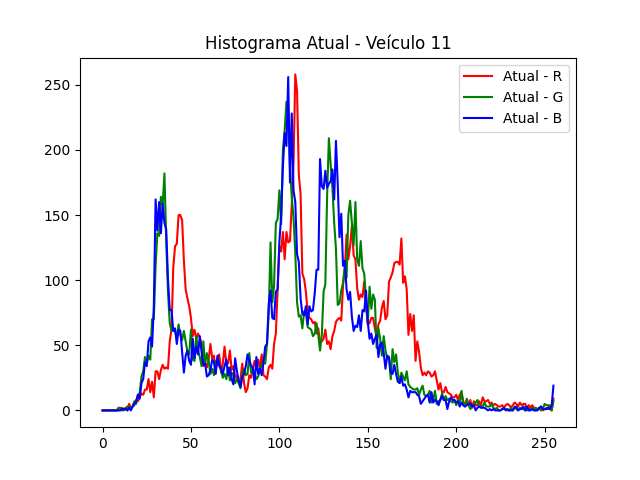 Histograma Atual - Veículo 11
Atual - R
Atual - G
Atual - B
250
200
150
100
50
0
0 50 100 150 200 250